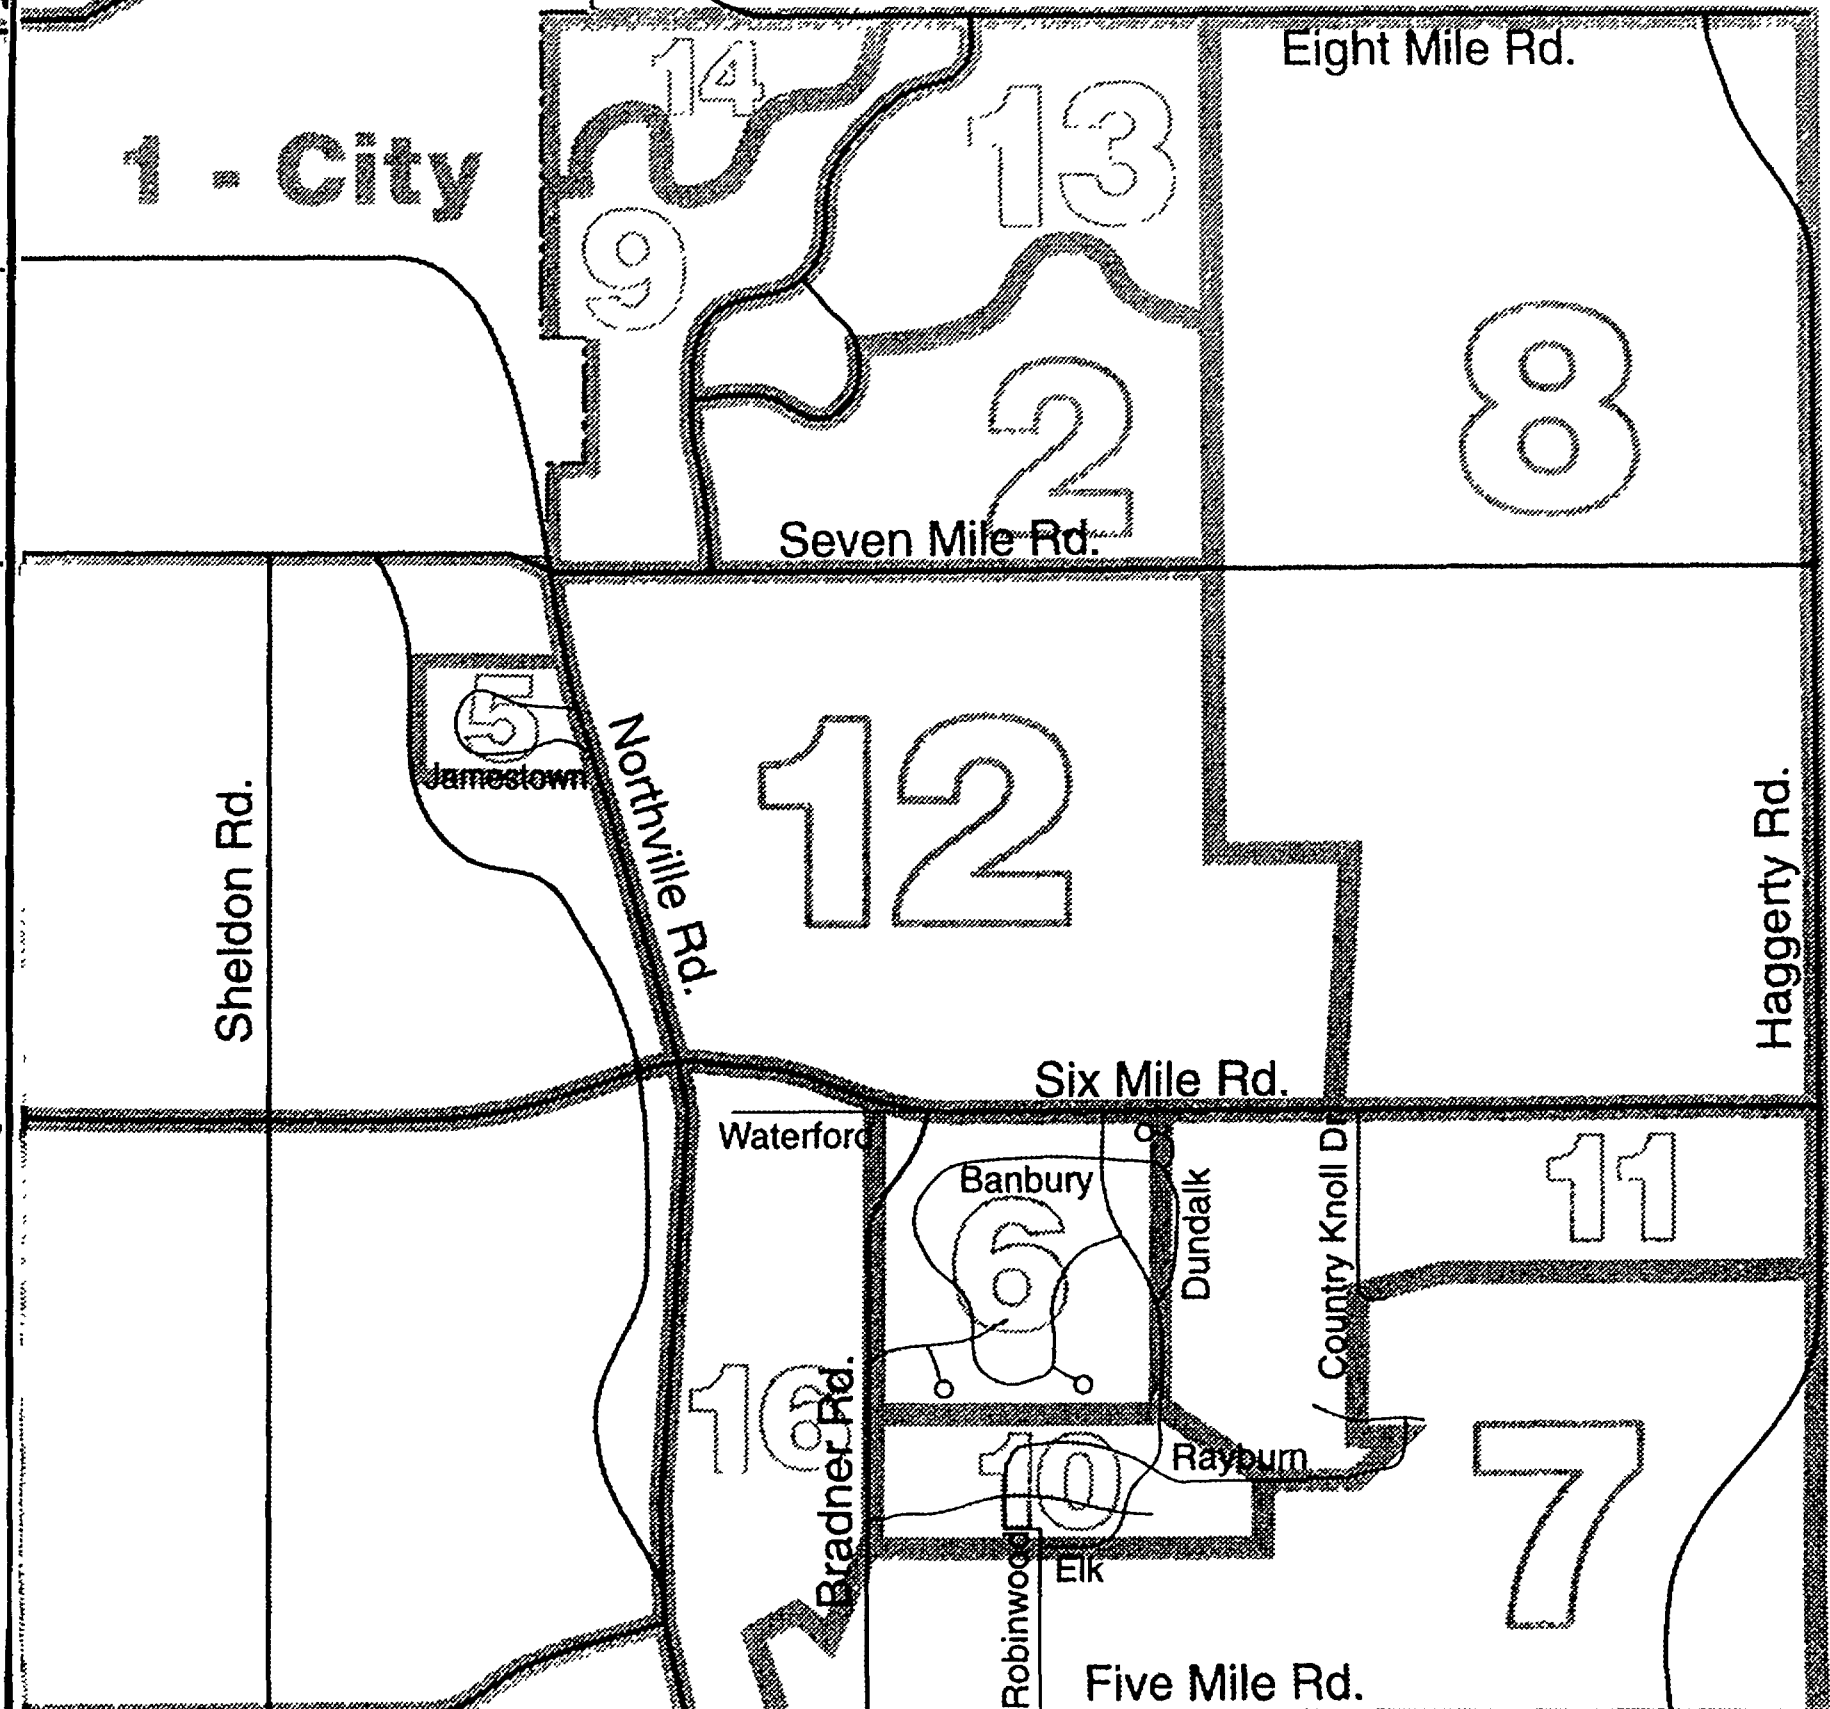 Eight Mile Rd.
14
13
1 - City
9
8
2
Seven Mile Rd.
5
Jamestown
Northville Rd.
12
Sheldon Rd.
Haggerty Rd.
Six Mile Rd.
Waterford
Banbury
6
Dundalk
Country Knoll Dr
11
16
Bradner Rd.
10
Rayburn
7
Elk
Robinwood
Five Mile Rd.